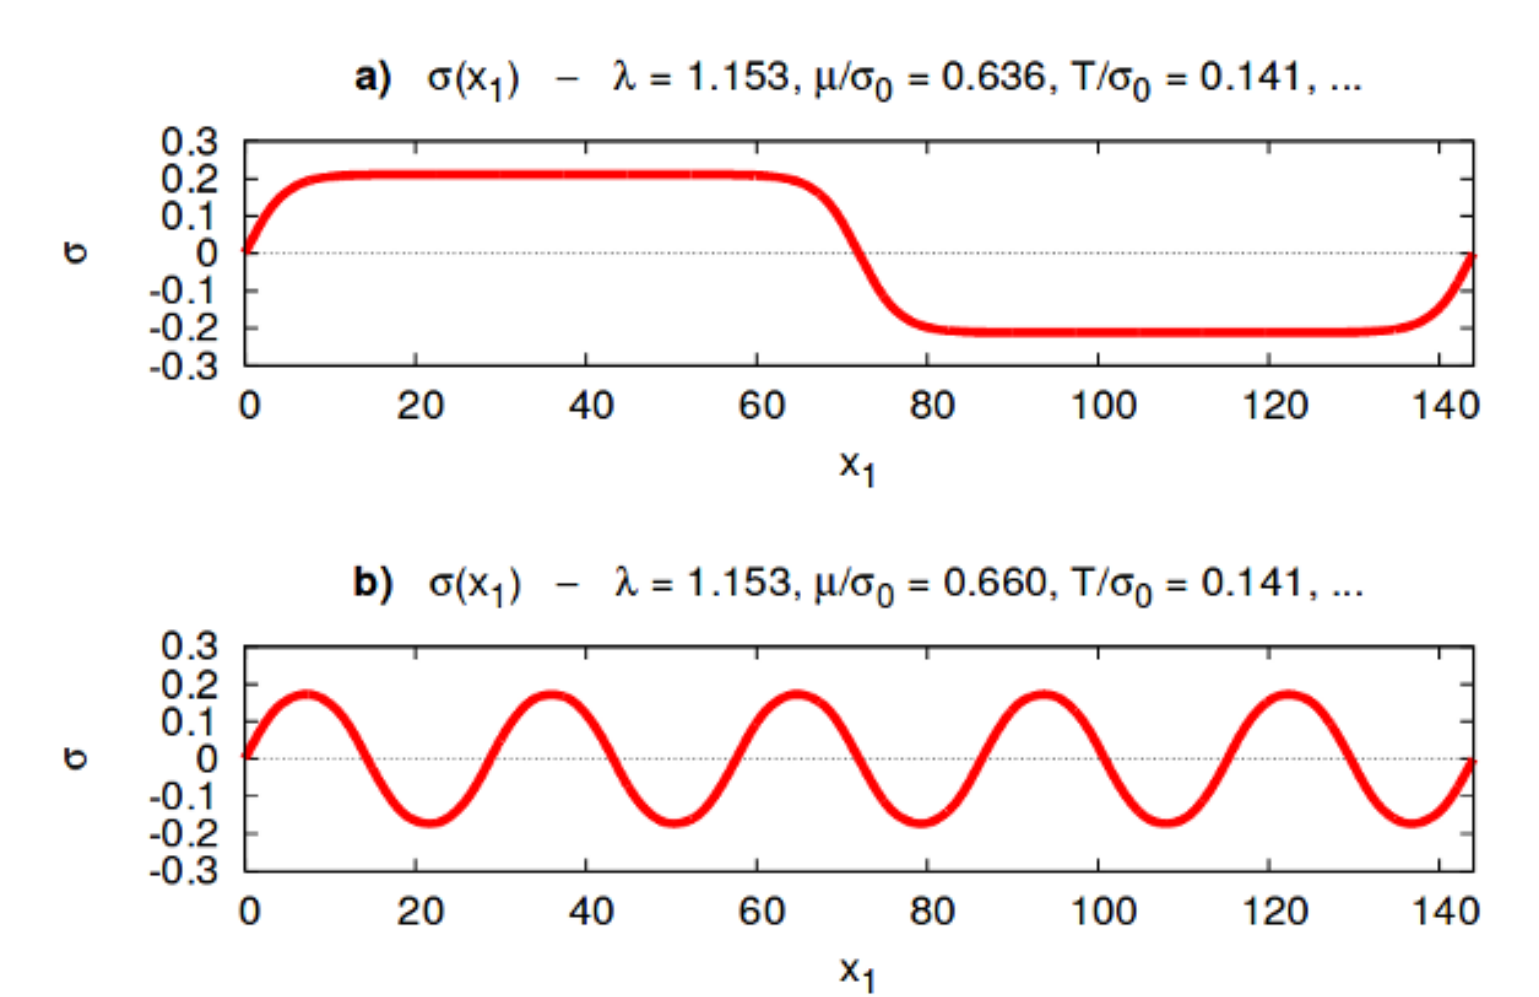 a) σ(x₁) – λ = 1.153, μ/σ₀ = 0.636, T/σ₀ = 0.141, ...
0.3
0.2
0.1
0
-0.1
-0.2
-0.3
σ
0 20 40 60 80 100 120 140
x₁
b) σ(x₁) – λ = 1.153, μ/σ₀ = 0.660, T/σ₀ = 0.141, ...
0.3
0.2
0.1
0
-0.1
-0.2
-0.3
σ
0 20 40 60 80 100 120 140
x₁